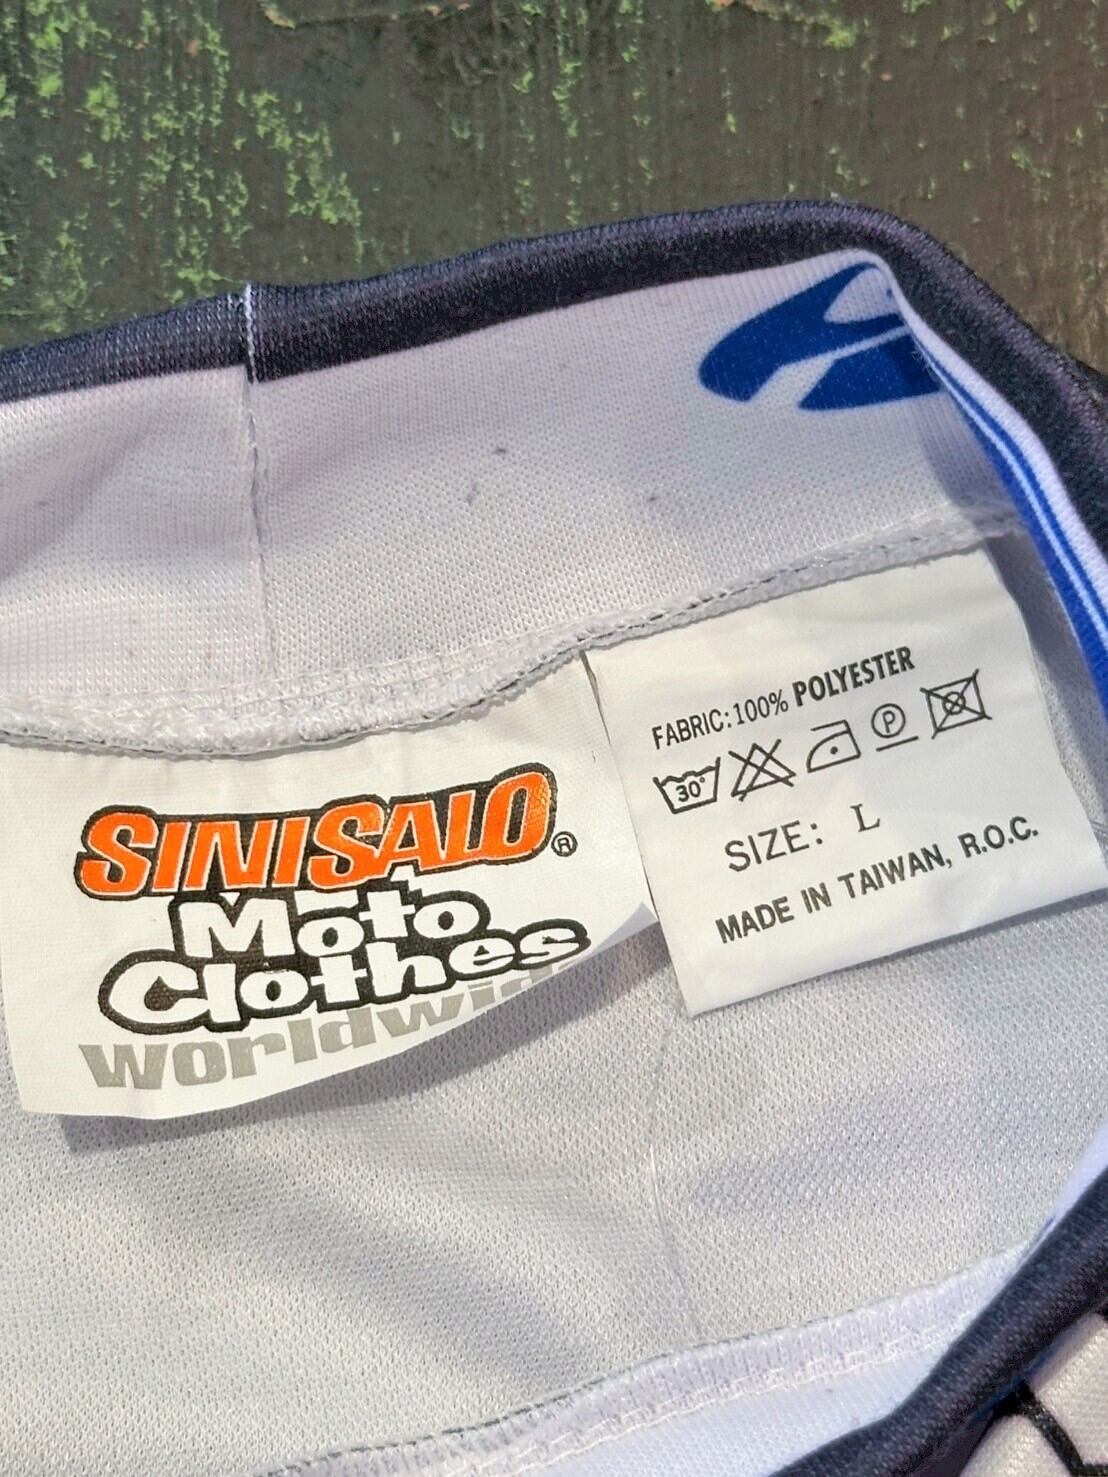 SINISALO®
Moto
Clothes
FABRIC: 100% POLYESTER
30°
P
SIZE: L
MADE IN TAIWAN, R.O.C.